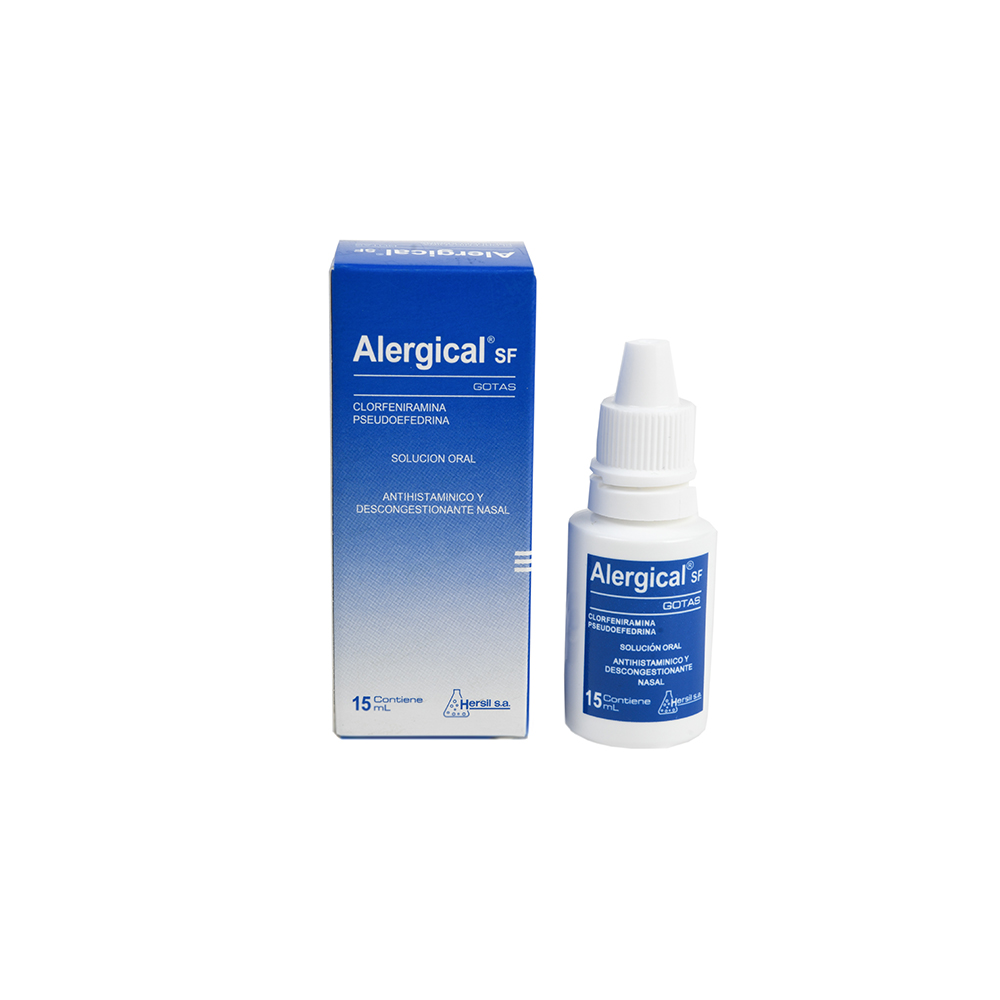 Alergical® SF
Alergical® SF
GOTAS
CLORFENIRAMINA
PSEUDOEFEDRINA
SOLUCION ORAL
ANTIHISTAMINICO Y
DESCONGESTIONANTE NASAL
15 Contiene mL
Hersil s.a.
Alergical® SF
GOTAS
CLORFENIRAMINA
PSEUDOEFEDRINA
SOLUCIÓN ORAL
ANTIHISTAMINICO Y
DESCONGESTIONANTE
NASAL
15 Contiene mL
Hersil s.a.